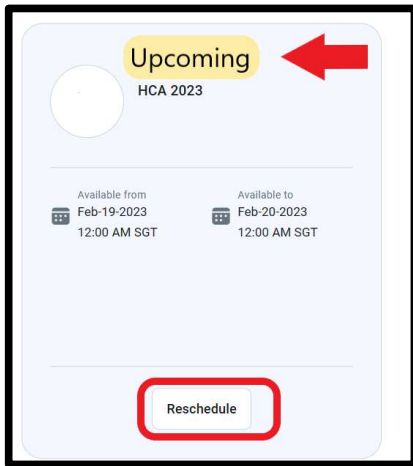 Upcoming
HCA 2023
Available from
Feb-19-2023
12:00 AM SGT
Available to
Feb-20-2023
12:00 AM SGT
Reschedule